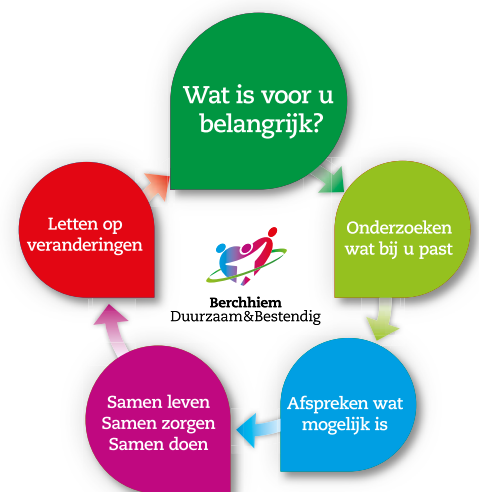 Wat is voor u
belangrijk?
Onderzoeken
wat bij u past
Afspreken wat
mogelijk is
Samen leven
Samen zorgen
Samen doen
Letten op
veranderingen
Berchhiem
Duurzaam&Bestendig